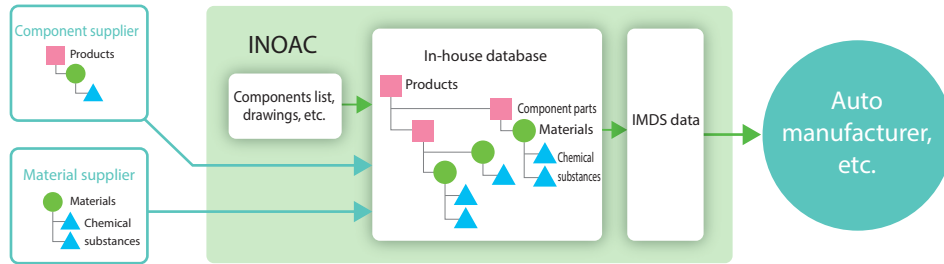 Component supplier
Products
Material supplier
Materials
Chemical
substances
INOAC
Components list,
drawings, etc.
In-house database
Products
Component parts
Materials
Chemical
substances
IMDS data
Auto
manufacturer,
etc.